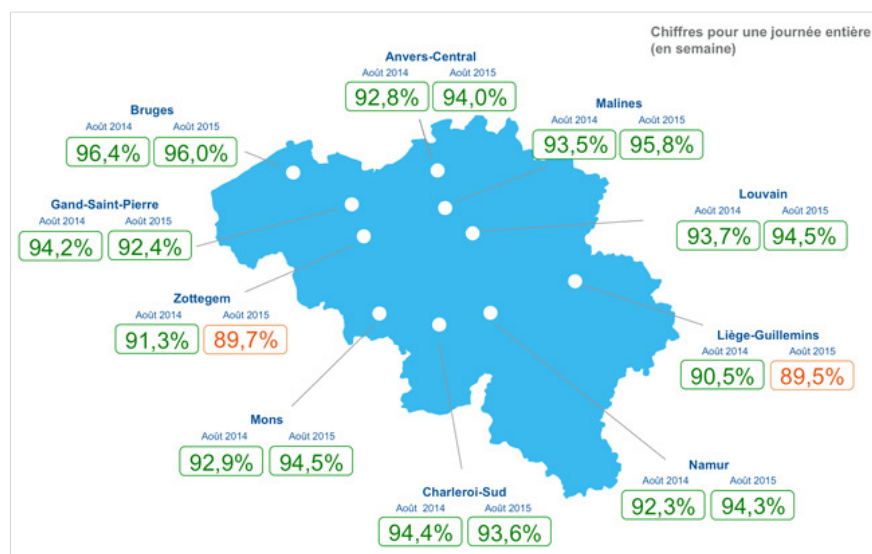 Chiffres pour une journée entière
(en semaine)
Anvers-Central
Août 2014 Août 2015
92,8% 94,0%
Bruges
Août 2014 Août 2015
96,4% 96,0%
Malines
Août 2014 Août 2015
93,5% 95,8%
Gand-Saint-Pierre
Août 2014 Août 2015
94,2% 92,4%
Louvain
Août 2014 Août 2015
93,7% 94,5%
Zottegem
Août 2014 Août 2015
91,3% 89,7%
Liège-Guillemins
Août 2014 Août 2015
90,5% 89,5%
Mons
Août 2014 Août 2015
92,9% 94,5%
Namur
Août 2014 Août 2015
92,3% 94,3%
Charleroi-Sud
Août 2014 Août 2015
94,4% 93,6%